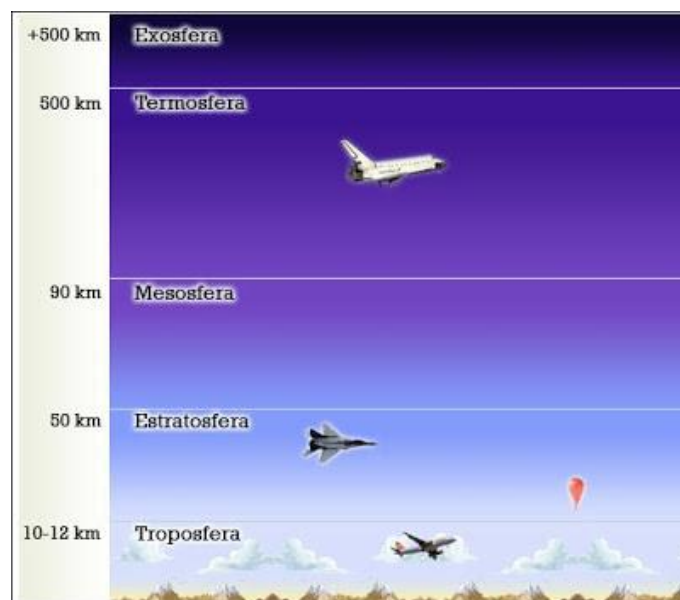 +500 km Exosfera
500 km Termosfera
90 km Mesosfera
50 km Estratosfera
10-12 km Troposfera